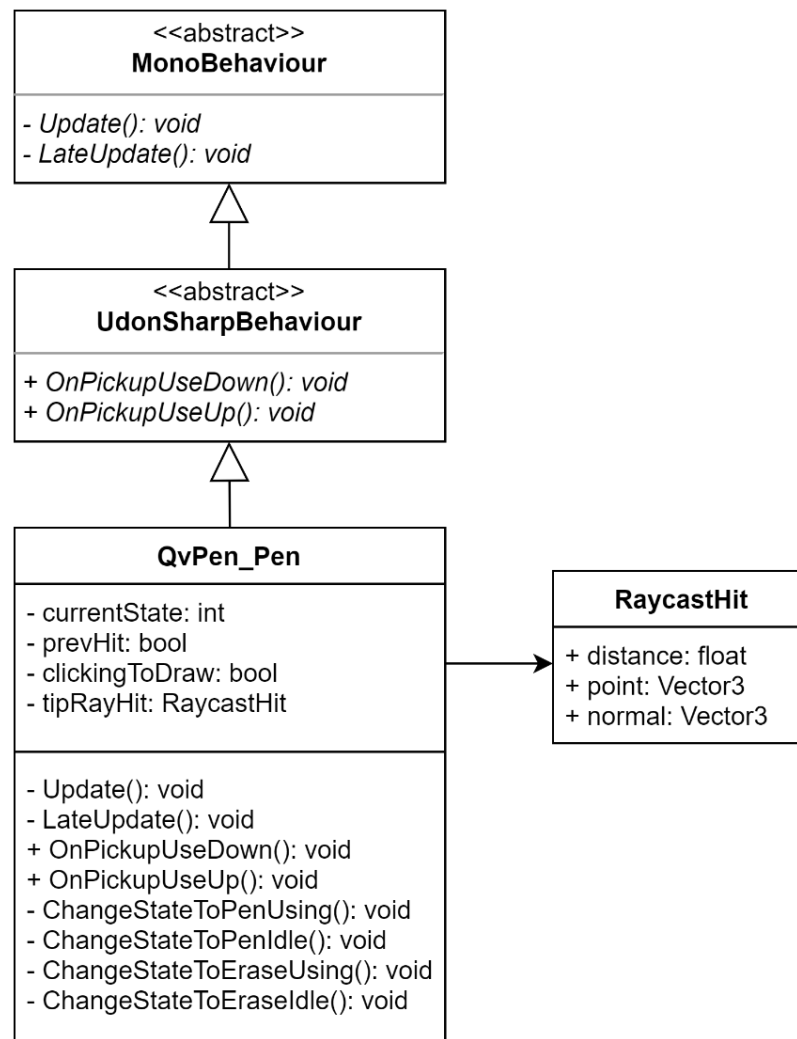 <<abstract>>
MonoBehaviour
- Update(): void
- LateUpdate(): void
<<abstract>>
UdonSharpBehaviour
+ OnPickupUseDown(): void
+ OnPickupUseUp(): void
QvPen_Pen
- currentState: int
- prevHit: bool
- clickingToDraw: bool
- tipRayHit: RaycastHit
- Update(): void
- LateUpdate(): void
+ OnPickupUseDown(): void
+ OnPickupUseUp(): void
- ChangeStateToPenUsing(): void
- ChangeStateToPenIdle(): void
- ChangeStateToEraseUsing(): void
- ChangeStateToEraseIdle(): void
RaycastHit
+ distance: float
+ point: Vector3
+ normal: Vector3